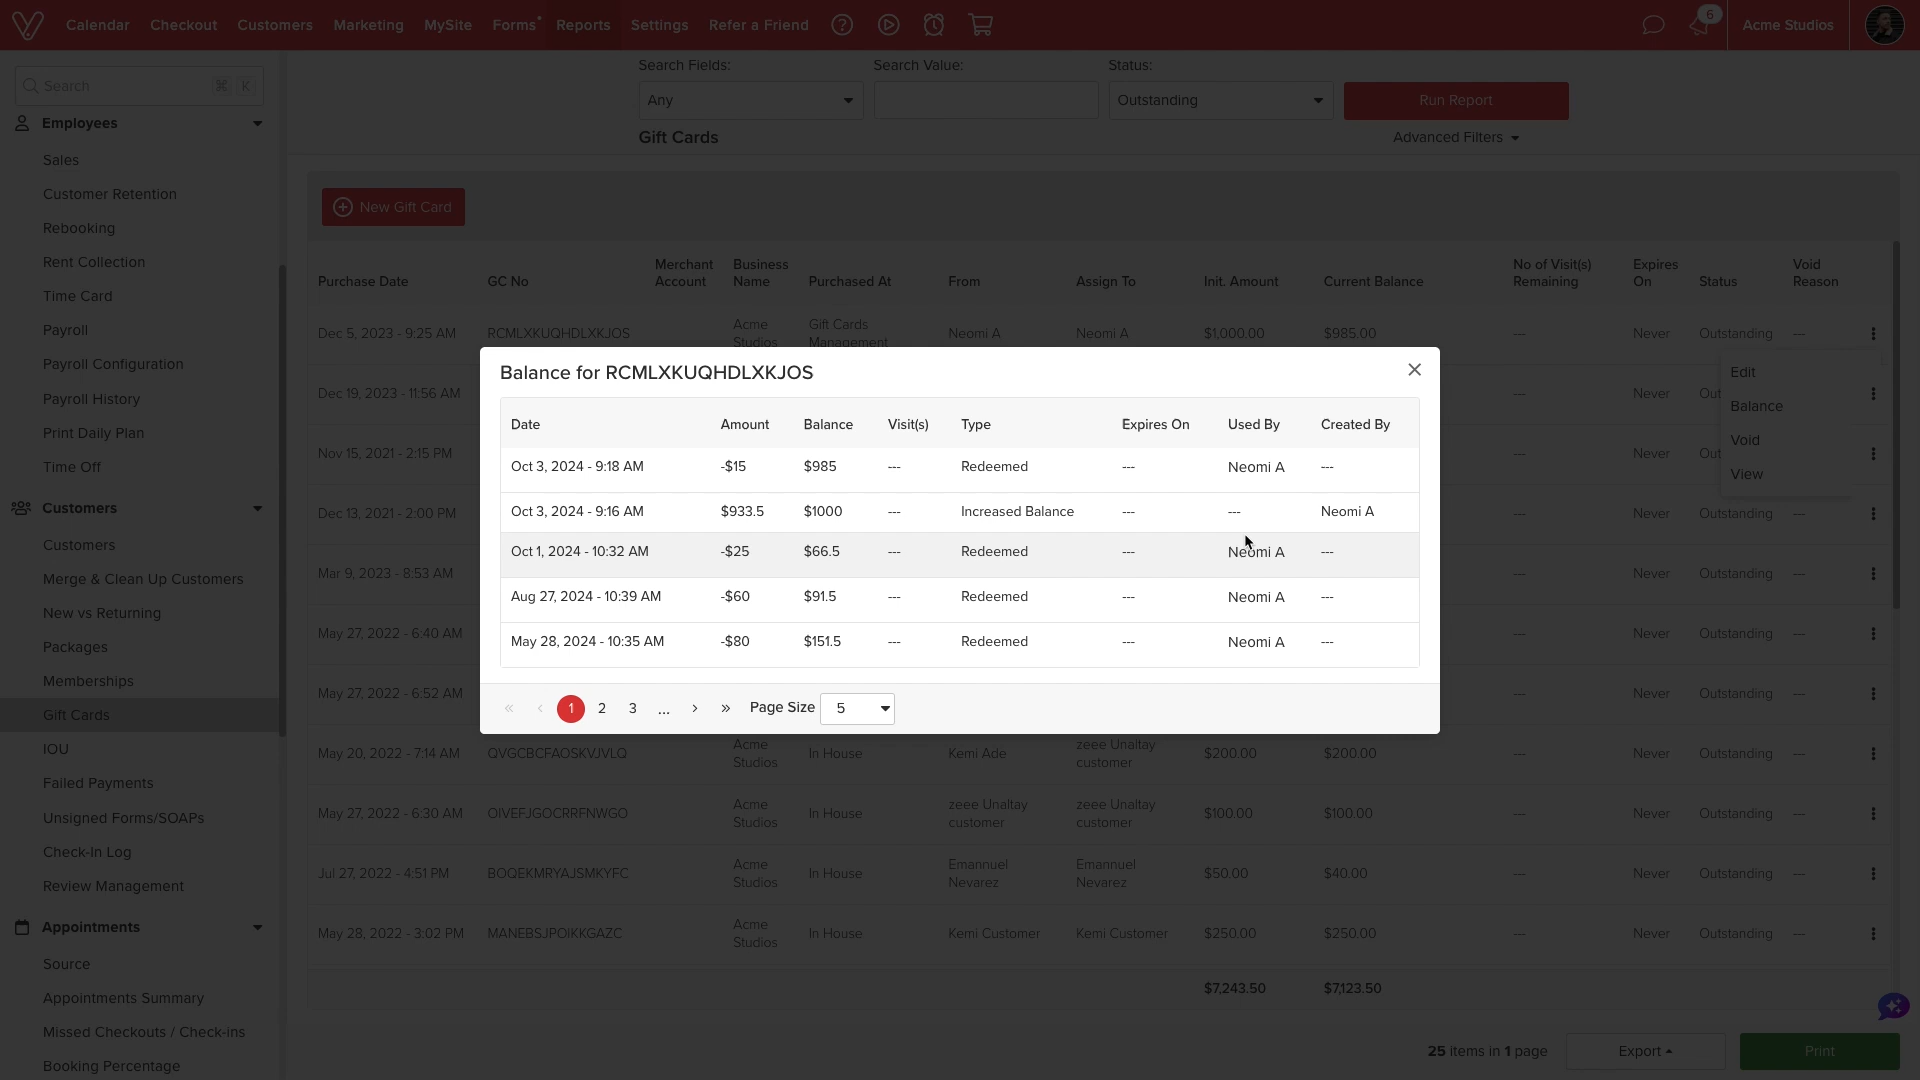 Calendar Checkout Customers Marketing MySite Forms Reports Settings Refer a Friend 6 Acme Studios
Search ⌘ K
Employees
Sales
Customer Retention
Rebooking
Rent Collection
Time Card
Payroll
Payroll Configuration
Payroll History
Print Daily Plan
Time Off
Customers
Customers
Merge & Clean Up Customers
New vs Returning
Packages
Memberships
Gift Cards
IOU
Failed Payments
Unsigned Forms/SOAPs
Check-In Log
Review Management
Appointments
Source
Appointments Summary
Missed Checkouts / Check-ins
Booking Percentage
Search Fields: Search Value: Status:
Any Outstanding Run Report
Gift Cards Advanced Filters
New Gift Card
Purchase Date GC No Merchant Account Business Name Purchased At From Assign To Init. Amount Current Balance No of Visit(s) Remaining Expires On Status Void Reason
Dec 5, 2023 - 9:25 AM RCMLXKUQHDLXKJOS Acme Studios Gift Cards Management Neomi A Neomi A $1,000.00 $985.00 --- Never Outstanding ---
Dec 19, 2023 - 11:56 AM Never
Nov 15, 2021 - 2:15 PM Never
Dec 13, 2021 - 2:00 PM --- Never Outstanding ---
Mar 9, 2023 - 8:53 AM --- Never Outstanding ---
May 27, 2022 - 6:40 AM --- Never Outstanding ---
May 27, 2022 - 6:52 AM --- Never Outstanding ---
May 20, 2022 - 7:14 AM QVGCBCFAOSKVJVLQ Acme Studios In House Kemi Ade zeee Unaltay customer $200.00 $200.00 --- Never Outstanding ---
May 27, 2022 - 6:30 AM OIVEFJGOCRRFNWGO Acme Studios In House zeee Unaltay customer zeee Unaltay customer $100.00 $100.00 --- Never Outstanding ---
Jul 27, 2022 - 4:51 PM BOQEKMRYAJSMKYFC Acme Studios In House Emannuel Nevarez Emannuel Nevarez $50.00 $40.00 --- Never Outstanding ---
May 28, 2022 - 3:02 PM MANEBSJPOIKKGAZC Acme Studios In House Kemi Customer Kemi Customer $250.00 $250.00 --- Never Outstanding ---
$7,243.50 $7,123.50
25 items in 1 page Export Print
Edit
Balance
Void
View
Balance for RCMLXKUQHDLXKJOS
Date Amount Balance Visit(s) Type Expires On Used By Created By
Oct 3, 2024 - 9:18 AM -$15 $985 --- Redeemed --- Neomi A ---
Oct 3, 2024 - 9:16 AM $933.5 $1000 --- Increased Balance --- --- Neomi A
Oct 1, 2024 - 10:32 AM -$25 $66.5 --- Redeemed --- Neomi A ---
Aug 27, 2024 - 10:39 AM -$60 $91.5 --- Redeemed --- Neomi A ---
May 28, 2024 - 10:35 AM -$80 $151.5 --- Redeemed --- Neomi A ---
« ‹ 1 2 3 ... › » Page Size 5